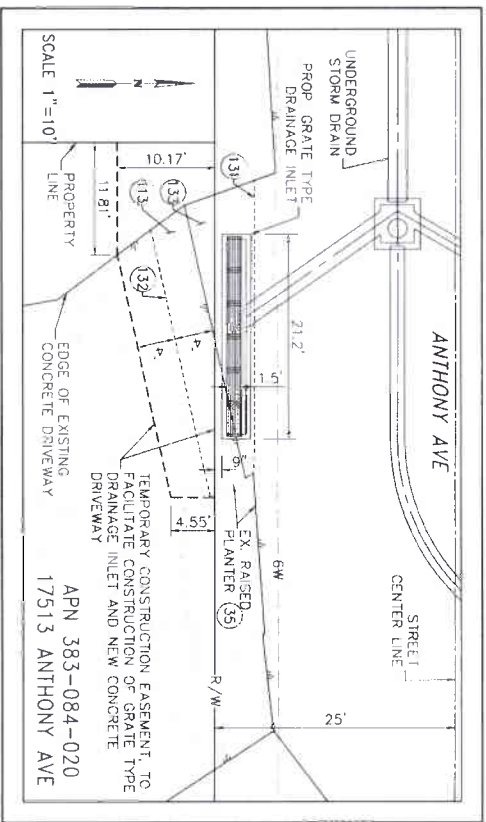 ANTHONY AVE
STREET
CENTER LINE
UNDERGROUND
STORM DRAIN
PROP GRATE TYPE
DRAINAGE INLET
21.2'
1.5'
25'
6W
R/W
131
133
113
132
10.17'
11.81'
4'
4'
4.55'
EX. RAISED
PLANTER 35
PROPERTY
LINE
N
SCALE 1"=10'
EDGE OF EXISTING
CONCRETE DRIVEWAY
TEMPORARY CONSTRUCTION EASEMENT, TO
FACILITATE CONSTRUCTION OF GRATE TYPE
DRAINAGE INLET AND NEW CONCRETE
DRIVEWAY
APN 383-084-020
17513 ANTHONY AVE